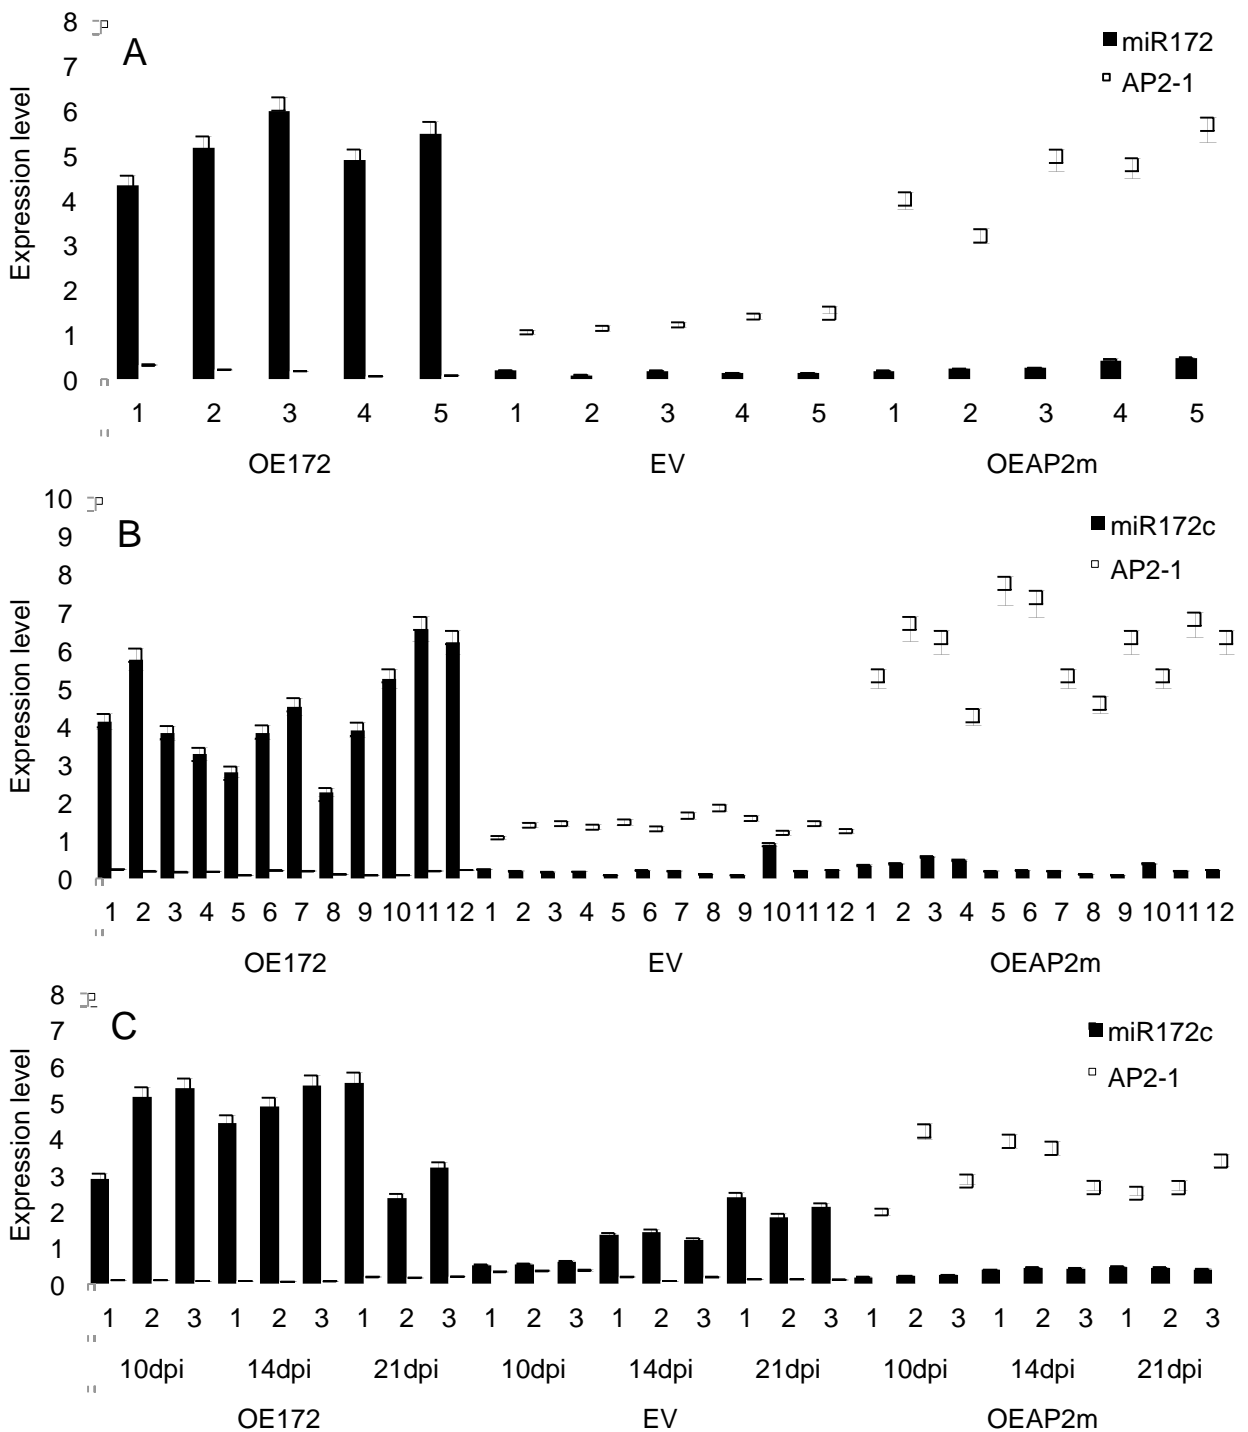 8
A
miR172
7
AP2-1
6
5
4
3
2
1
0
Expression level
1 2 3 4 5 1 2 3 4 5 1 2 3 4 5
OE172 EV OEAP2m
10
B
miR172c
9
8
AP2-1
7
6
5
4
3
2
1
0
Expression level
1 2 3 4 5 6 7 8 9 10 11 12 1 2 3 4 5 6 7 8 9 10 11 12 1 2 3 4 5 6 7 8 9 10 11 12
OE172 EV OEAP2m
8
C
miR172c
7
AP2-1
6
5
4
3
2
1
0
Expression level
1 2 3 1 2 3 1 2 3 1 2 3 1 2 3 1 2 3 1 2 3 1 2 3 1 2 3
10dpi 14dpi 21dpi 10dpi 14dpi 21dpi 10dpi 14dpi 21dpi
OE172 EV OEAP2m